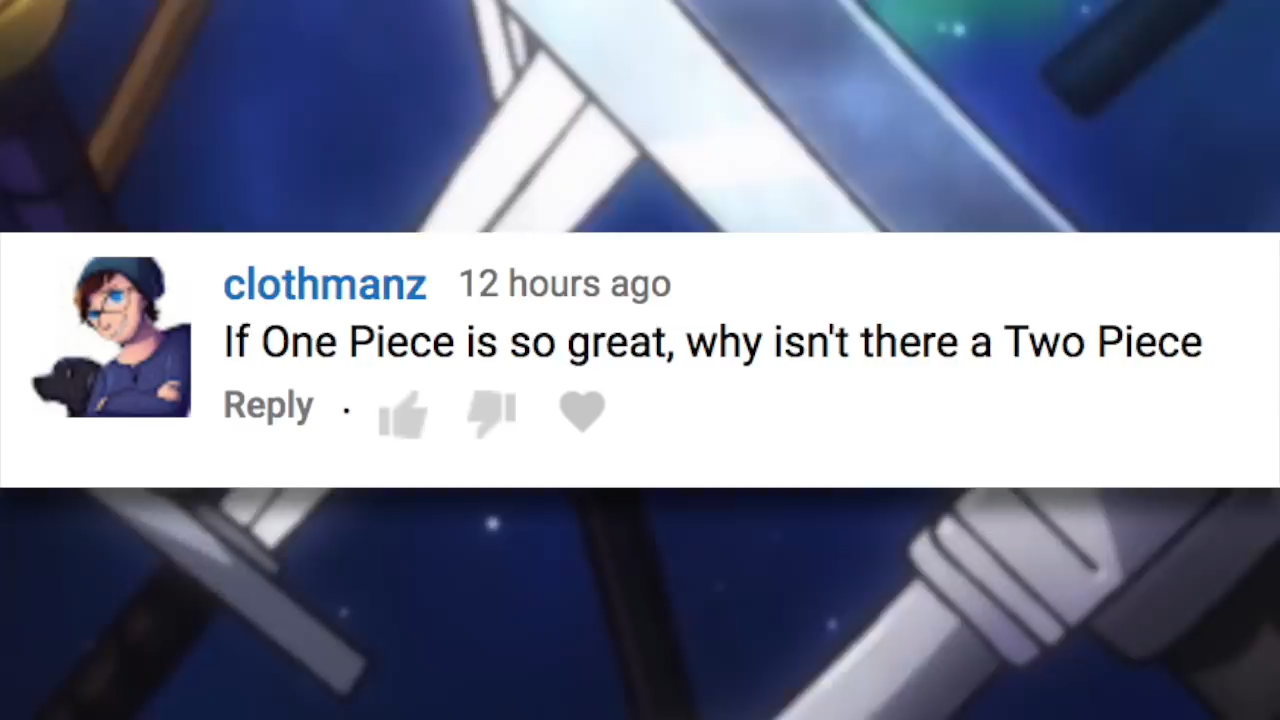 clothmanz 12 hours ago
If One Piece is so great, why isn't there a Two Piece
Reply ·